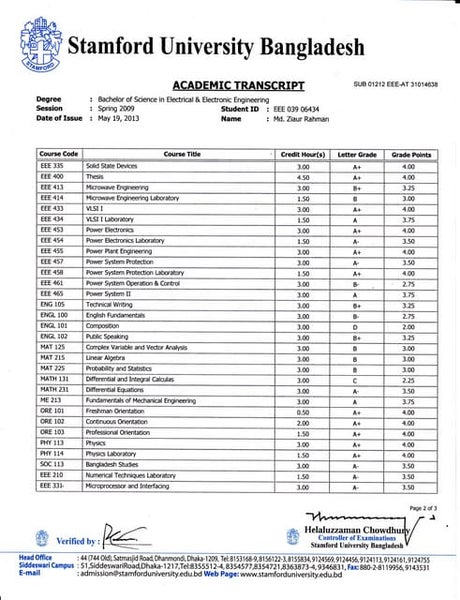 STAMFORD
Stamford University Bangladesh
ACADEMIC TRANSCRIPT
SUB 01212 EEE-AT 31014638
Degree : Bachelor of Science in Electrical & Electronic Engineering
Session : Spring 2009 Student ID : EEE 039 06434
Date of Issue : May 19, 2013 Name : Md. Ziaur Rahman
Course Code Course Title Credit Hour(s) Letter Grade Grade Points
EEE 335 Solid State Devices 3.00 A+ 4.00
EEE 400 Thesis 4.50 A+ 4.00
EEE 413 Microwave Engineering 3.00 B+ 3.25
EEE 414 Microwave Engineering Laboratory 1.50 B 3.00
EEE 433 VLSI I 3.00 A+ 4.00
EEE 434 VLSI I Laboratory 1.50 A 3.75
EEE 453 Power Electronics 3.00 A+ 4.00
EEE 454 Power Electronics Laboratory 1.50 A- 3.50
EEE 455 Power Plant Engineering 3.00 A+ 4.00
EEE 457 Power System Protection 3.00 A- 3.50
EEE 458 Power System Protection Laboratory 1.50 A+ 4.00
EEE 461 Power System Operation & Control 3.00 B- 2.75
EEE 465 Power System II 3.00 A 3.75
ENG 105 Technical Writing 3.00 B+ 3.25
ENGL 100 English Fundamentals 3.00 B- 2.75
ENGL 101 Composition 3.00 D 2.00
ENGL 102 Public Speaking 3.00 B+ 3.25
MAT 125 Complex Variable and Vector Analysis 3.00 B 3.00
MAT 215 Linear Algebra 3.00 B 3.00
MAT 225 Probability and Statistics 3.00 B 3.00
MATH 131 Differential and Integral Calculas 3.00 C 2.25
MATH 231 Differential Equations 3.00 A- 3.50
ME 213 Fundamentals of Mechanical Engineering 3.00 A 3.75
ORE 101 Freshman Orientation 0.50 A+ 4.00
ORE 102 Continuous Orientation 2.00 A+ 4.00
ORE 103 Professional Orientation 1.50 A+ 4.00
PHY 113 Physics 3.00 A+ 4.00
PHY 114 Physics Laboratory 1.50 A+ 4.00
SOC 113 Bangladesh Studies 3.00 A- 3.50
EEE 210 Numerical Techniques Laboratory 1.50 A- 3.50
EEE 331 Microprocessor and Interfacing 3.00 A- 3.50
Page 2 of 3
Verified by :
Helaluzzaman Chowdhury
Controller of Examinations
Stamford University Bangladesh
Head Office : 44 (744 Old), Satmasjid Road, Dhanmondi, Dhaka-1209, Tel:8153168-9,8156122-3,8155834,9124569,9124456,9124113,9124161,9124755
Siddeswari Campus : 51, Siddeswari Road, Dhaka-1217, Tel:8355512-4,8354577,8354721,8363873-4,9346831, Fax: 880-2-8119956, 9143531
E-mail : admission@stamforduniversity.edu.bd Web Page: www.stamforduniversity.edu.bd